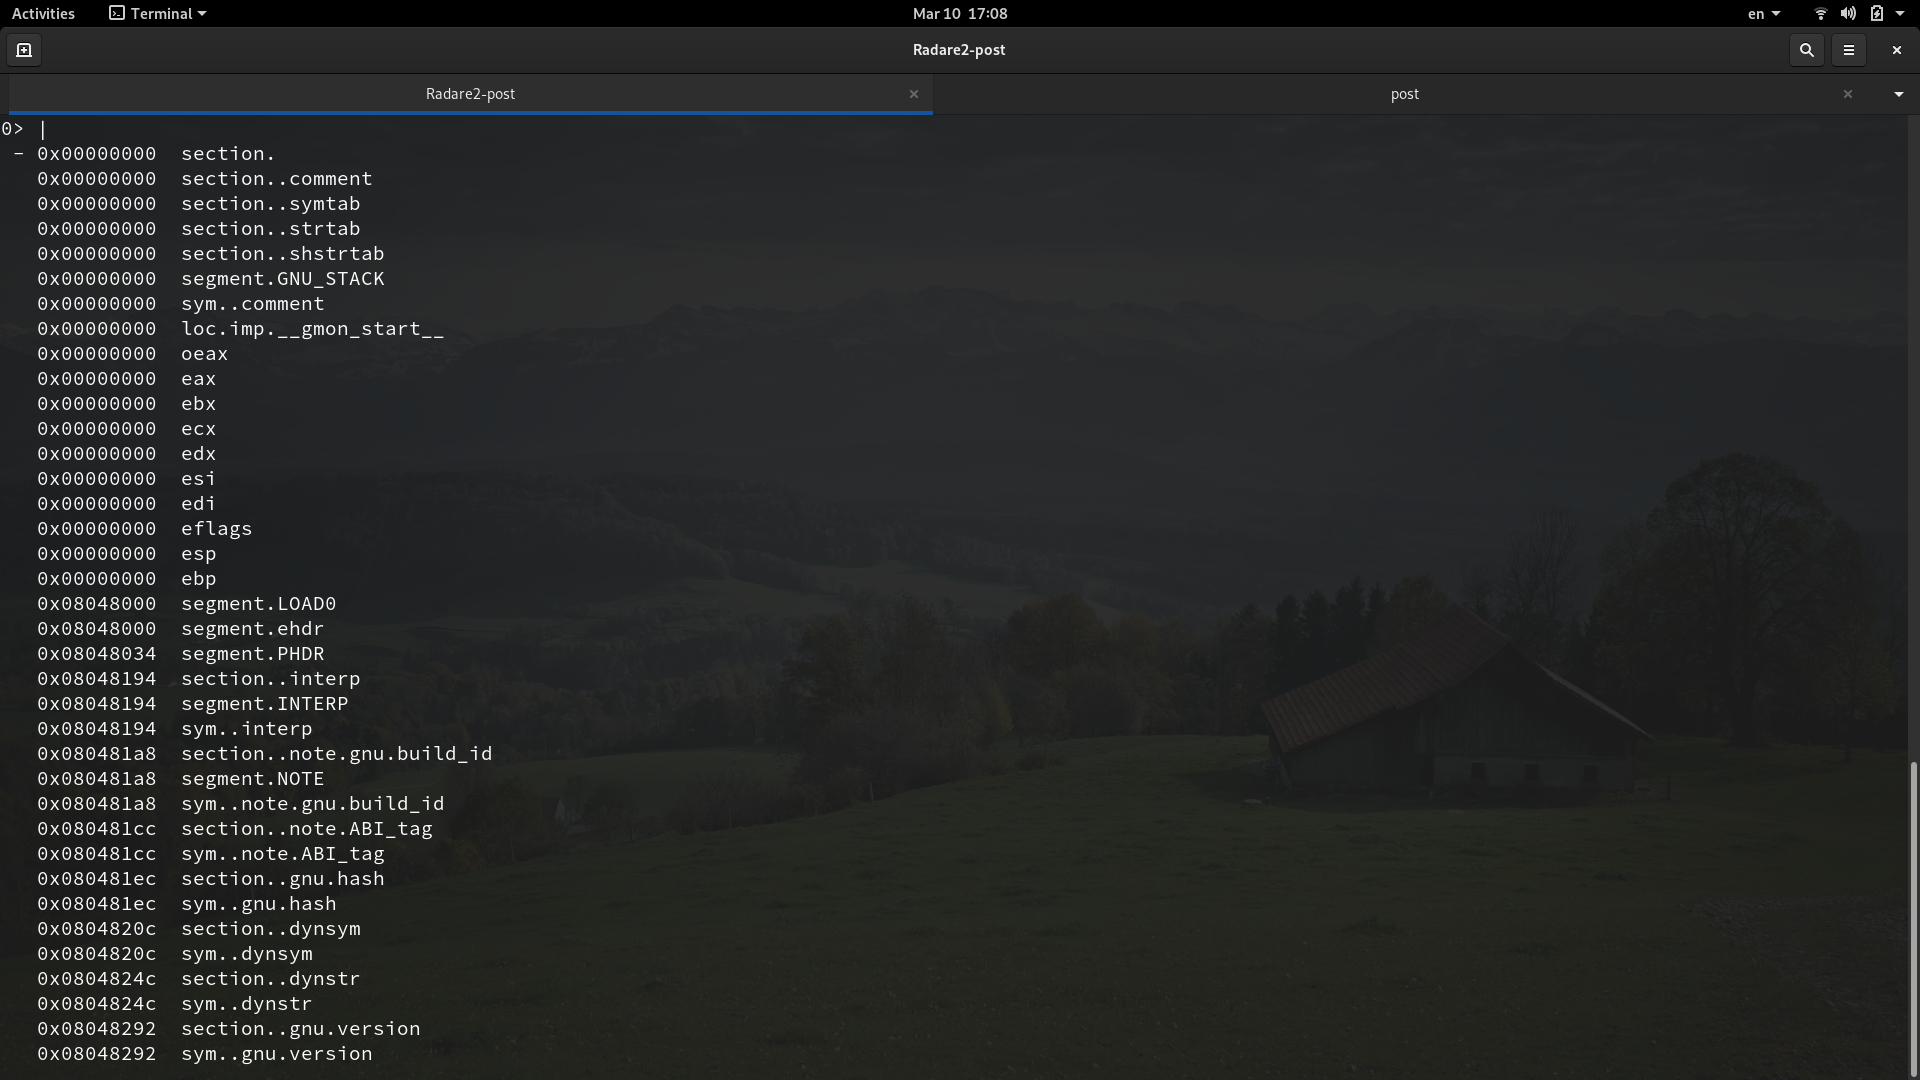 Activities Terminal Mar 10 17:08 en
Radare2-post
Radare2-post post
0> |
- 0x00000000 section.
0x00000000 section..comment
0x00000000 section..symtab
0x00000000 section..strtab
0x00000000 section..shstrtab
0x00000000 segment.GNU_STACK
0x00000000 sym..comment
0x00000000 loc.imp.__gmon_start__
0x00000000 oeax
0x00000000 eax
0x00000000 ebx
0x00000000 ecx
0x00000000 edx
0x00000000 esi
0x00000000 edi
0x00000000 eflags
0x00000000 esp
0x00000000 ebp
0x08048000 segment.LOAD0
0x08048000 segment.ehdr
0x08048034 segment.PHDR
0x08048194 section..interp
0x08048194 segment.INTERP
0x08048194 sym..interp
0x080481a8 section..note.gnu.build_id
0x080481a8 segment.NOTE
0x080481a8 sym..note.gnu.build_id
0x080481cc section..note.ABI_tag
0x080481cc sym..note.ABI_tag
0x080481ec section..gnu.hash
0x080481ec sym..gnu.hash
0x0804820c section..dynsym
0x0804820c sym..dynsym
0x0804824c section..dynstr
0x0804824c sym..dynstr
0x08048292 section..gnu.version
0x08048292 sym..gnu.version